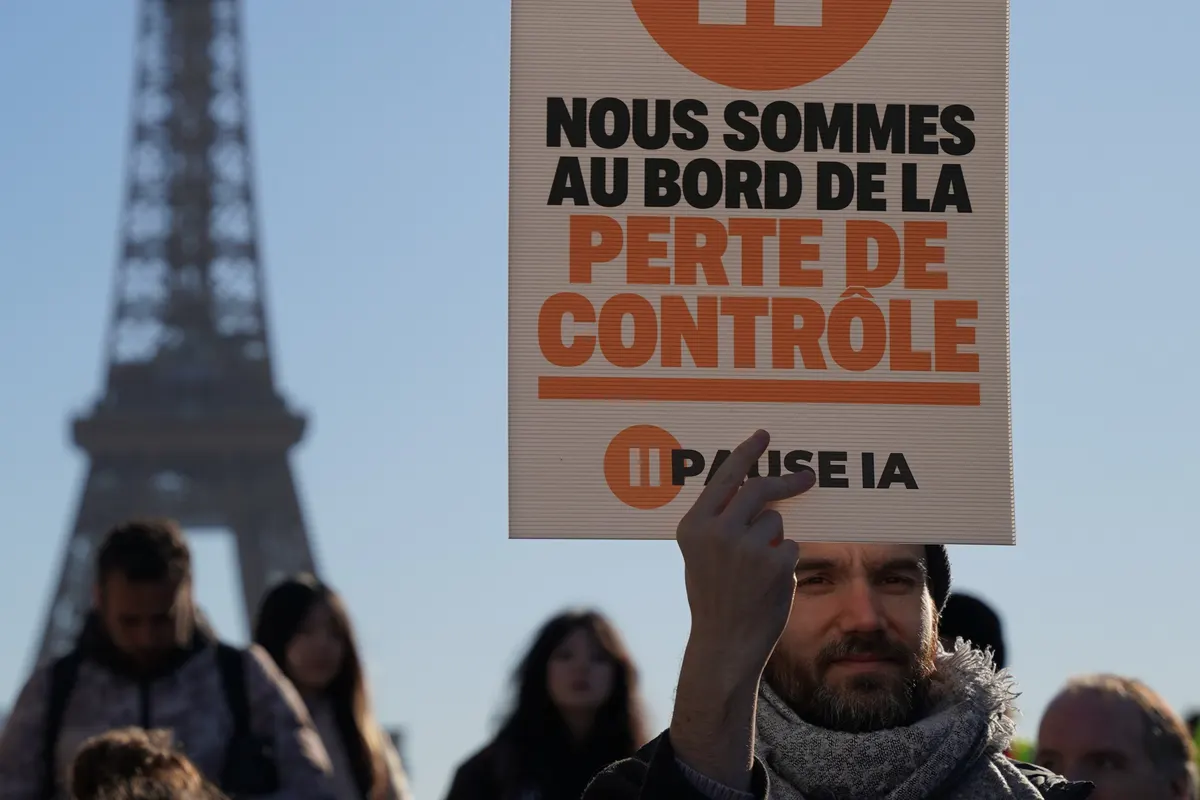 NOUS SOMMES
AU BORD DE LA
PERTE DE
CONTRÔLE
PAUSE IA